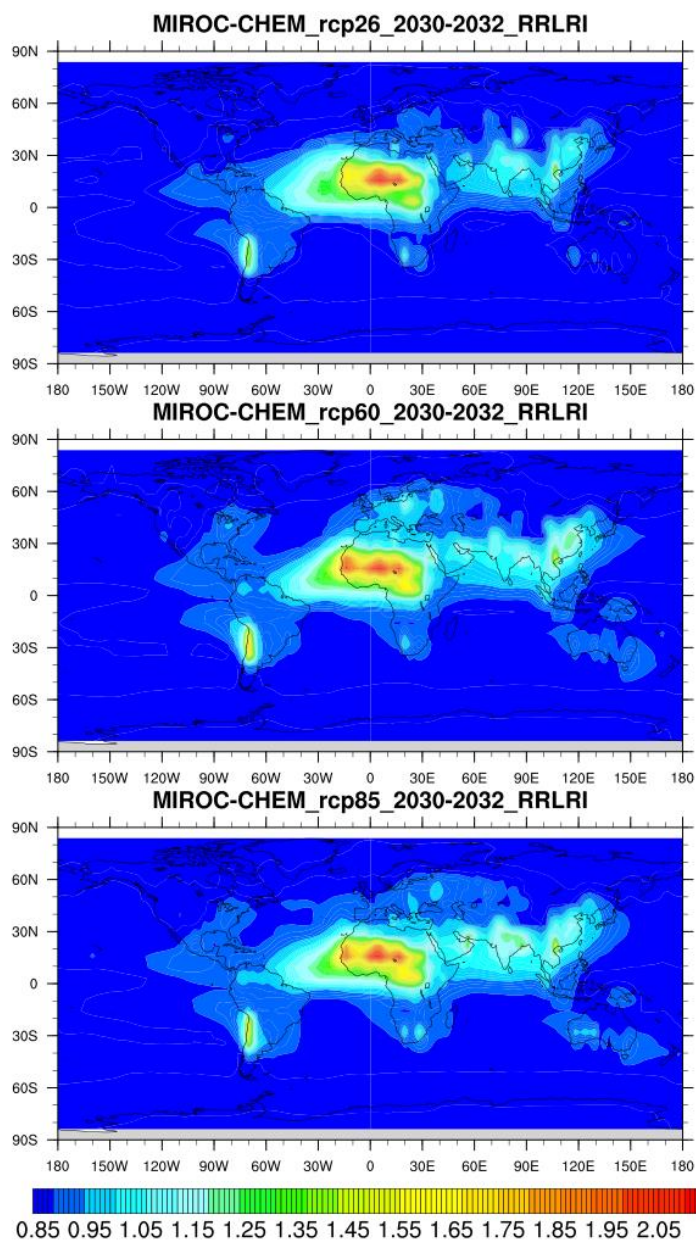 MIROC-CHEM_rcp26_2030-2032_RRLRI
90N
60N
30N
0
30S
60S
90S
180 150W 120W 90W 60W 30W 0 30E 60E 90E 120E 150E 180
MIROC-CHEM_rcp60_2030-2032_RRLRI
90N
60N
30N
0
30S
60S
90S
180 150W 120W 90W 60W 30W 0 30E 60E 90E 120E 150E 180
MIROC-CHEM_rcp85_2030-2032_RRLRI
90N
60N
30N
0
30S
60S
90S
180 150W 120W 90W 60W 30W 0 30E 60E 90E 120E 150E 180
0.85 0.95 1.05 1.15 1.25 1.35 1.45 1.55 1.65 1.75 1.85 1.95 2.05